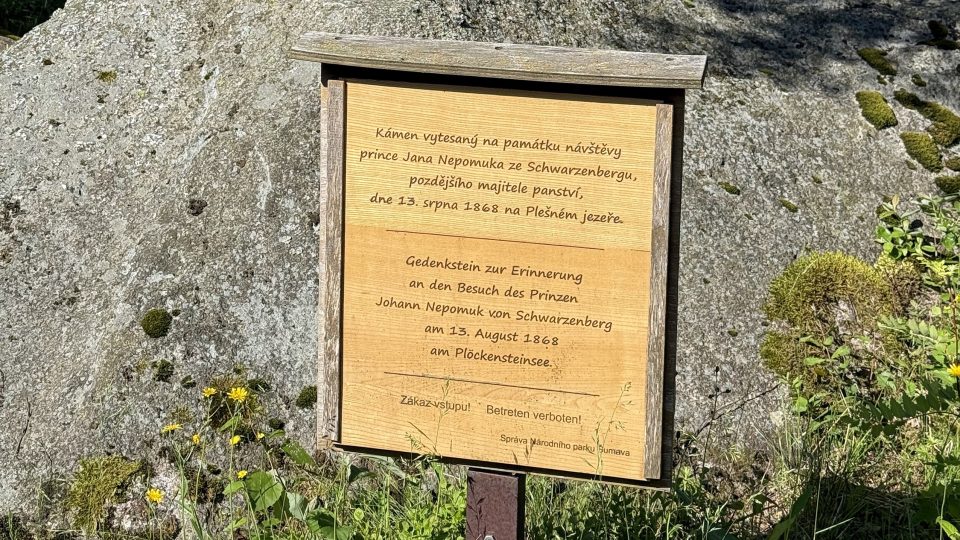 Kámen vytesaný na památku návštěvy
prince Jana Nepomuka ze Schwarzenbergu,
pozdějšího majitele panství,
dne 13. srpna 1868 na Plešném jezeře.
Gedenkstein zur Erinnerung
an den Besuch des Prinzen
Johann Nepomuk von Schwarzenberg
am 13. August 1868
am Plöckensteinsee.
Zákaz vstupu! Betreten verboten!
Správa Národního parku Šumava